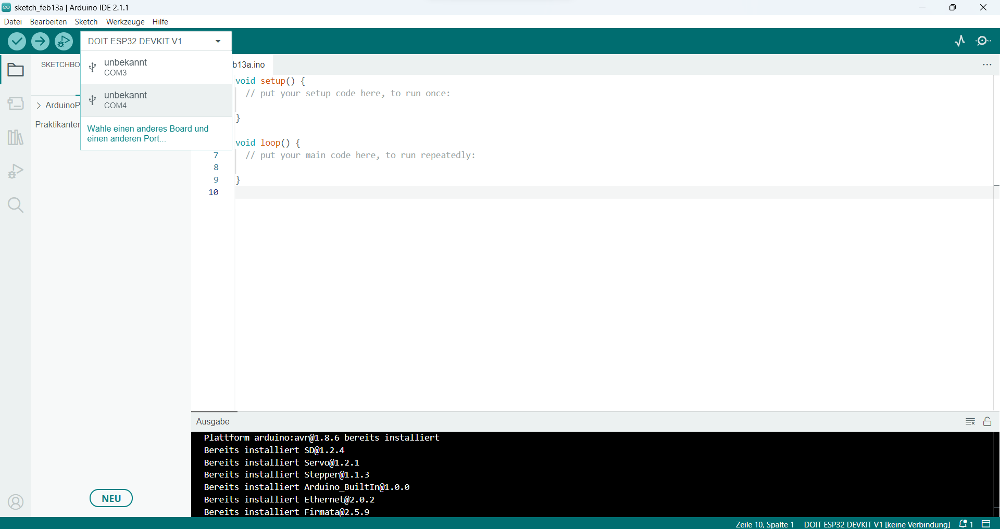 sketch_feb13a | Arduino IDE 2.1.1
Datei Bearbeiten Sketch Werkzeuge Hilfe
DOIT ESP32 DEVKIT V1
unbekannt
COM3
unbekannt
COM4
Wähle einen anderes Board und
einen anderen Port...
SKETCHBO
ArduinoP
Praktikanter
b13a.ino
void setup() {
// put your setup code here, to run once:
}
void loop() {
7 // put your main code here, to run repeatedly:
8
9 }
10
NEU
Ausgabe
Plattform arduino:avr@1.8.6 bereits installiert
Bereits installiert SD@1.2.4
Bereits installiert Servo@1.2.1
Bereits installiert Stepper@1.1.3
Bereits installiert Arduino_BuiltIn@1.0.0
Bereits installiert Ethernet@2.0.2
Bereits installiert Firmata@2.5.9
Zeile 10, Spalte 1 DOIT ESP32 DEVKIT V1 [keine Verbindung] 1